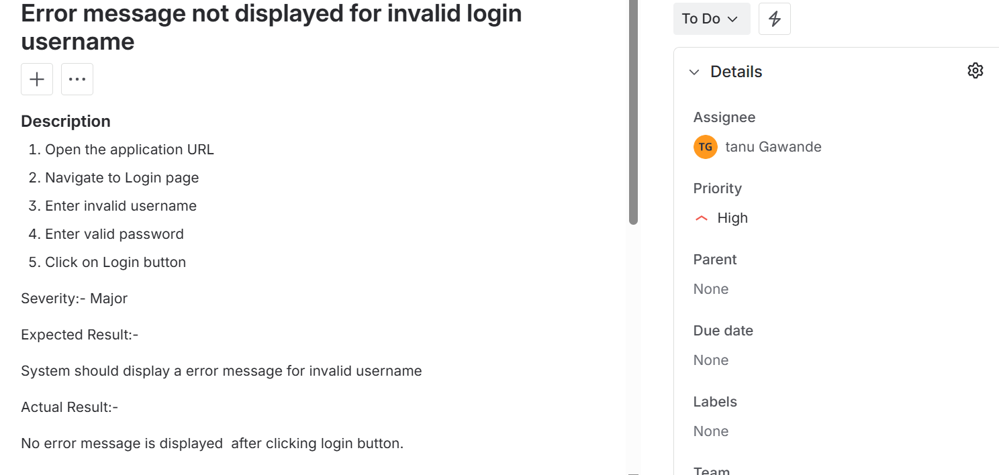 Error message not displayed for invalid login
username
Description
1. Open the application URL
2. Navigate to Login page
3. Enter invalid username
4. Enter valid password
5. Click on Login button
Severity:- Major
Expected Result:-
System should display a error message for invalid username
Actual Result:-
No error message is displayed  after clicking login button.
To Do
Details
Assignee
TG tanu Gawande
Priority
High
Parent
None
Due date
None
Labels
None
Team